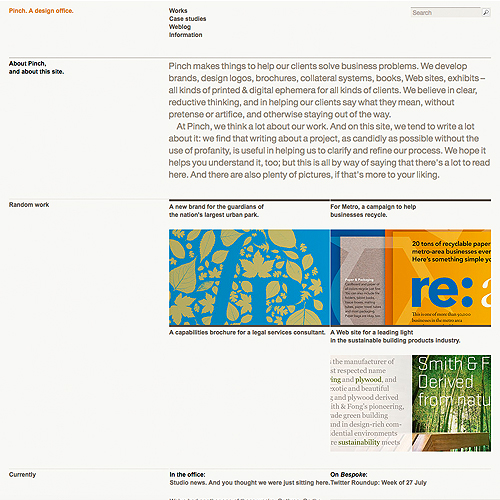 Pinch. A design office.
Works
Case studies
Weblog
Information
Search
About Pinch,
and about this site.
Pinch makes things to help our clients solve business problems. We develop
brands, design logos, brochures, collateral systems, books, Web sites, exhibits –
all kinds of printed & digital ephemera for all kinds of clients. We believe in clear,
reductive thinking, and in helping our clients say what they mean, without
pretense or artifice, and otherwise staying out of the way.
At Pinch, we think a lot about our work. And on this site, we tend to write a lot
about it: we find that writing about a project, as candidly as possible without the
use of profanity, is useful in helping us to clarify and refine our process. We hope it
helps you understand it, too; but this is all by way of saying that there's a lot to read
here. And there are also plenty of pictures, if that's more to your liking.
Random work
A new brand for the guardians of
the nation's largest urban park.
For Metro, a campaign to help
businesses recycle.
20 tons of recyclable paper
metro-area businesses ever
Here's something simple yo
Paper & Packaging
re: a
This is one of more than 50,000
businesses in the metro area
A capabilities brochure for a legal services consultant.
A Web site for a leading light
in the sustainable building products industry.
the manufacturer of
st respected name
ing and plywood, and
exotic and beautiful
g and plywood derived
ith & Fong's pioneering,
ade green building
and in design-rich com-
idential environments
re sustainability meets
Smith & F
Derived
from natu
Currently
In the office:
Studio news. And you thought we were just sitting here.
On Bespoke:
Twitter Roundup: Week of 27 July